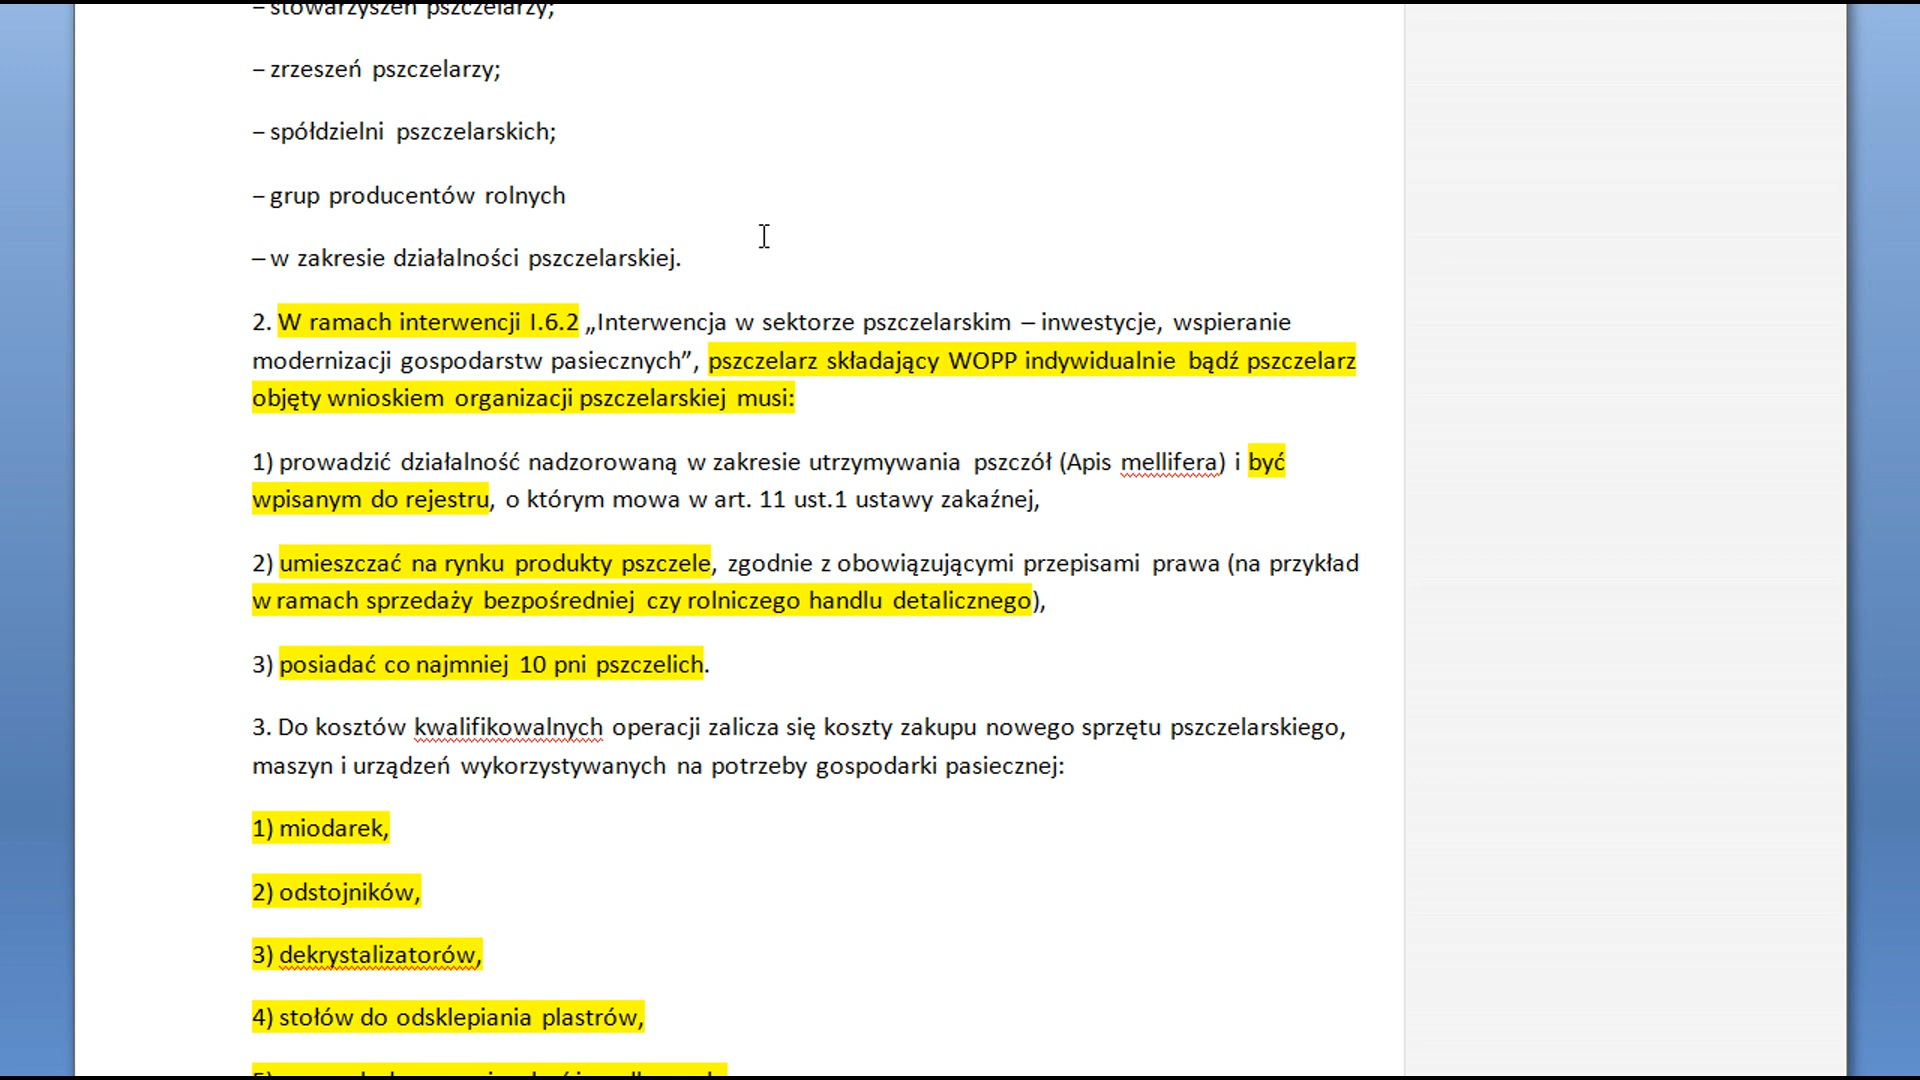 – stowarzyszeń pszczelarzy;
– zrzeszeń pszczelarzy;
– spółdzielni pszczelarskich;
– grup producentów rolnych
– w zakresie działalności pszczelarskiej.
2. W ramach interwencji I.6.2 „Interwencja w sektorze pszczelarskim – inwestycje, wspieranie
modernizacji gospodarstw pasiecznych”, pszczelarz składający WOPP indywidualnie bądź pszczelarz
objęty wnioskiem organizacji pszczelarskiej musi:
1) prowadzić działalność nadzorowaną w zakresie utrzymywania pszczół (Apis mellifera) i być
wpisanym do rejestru, o którym mowa w art. 11 ust.1 ustawy zakaźnej,
2) umieszczać na rynku produkty pszczele, zgodnie z obowiązującymi przepisami prawa (na przykład
w ramach sprzedaży bezpośredniej czy rolniczego handlu detalicznego),
3) posiadać co najmniej 10 pni pszczelich.
3. Do kosztów kwalifikowalnych operacji zalicza się koszty zakupu nowego sprzętu pszczelarskiego,
maszyn i urządzeń wykorzystywanych na potrzeby gospodarki pasiecznej:
1) miodarek,
2) odstojników,
3) dekrystalizatorów,
4) stołów do odsklepiania plastrów,
5)